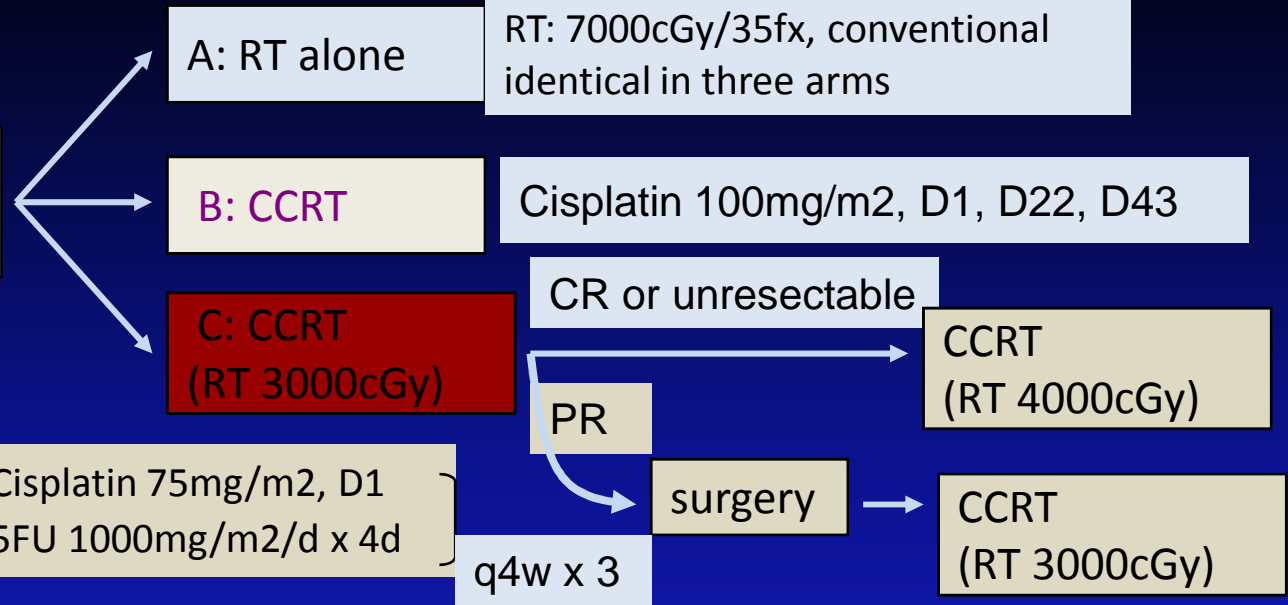 A: RT alone
RT: 7000cGy/35fx, conventional
identical in three arms
B: CCRT
Cisplatin 100mg/m2, D1, D22, D43
CR or unresectable
C: CCRT
(RT 3000cGy)
CCRT
(RT 4000cGy)
PR
Cisplatin 75mg/m2, D1
5FU 1000mg/m2/d x 4d
surgery
CCRT
(RT 3000cGy)
q4w x 3